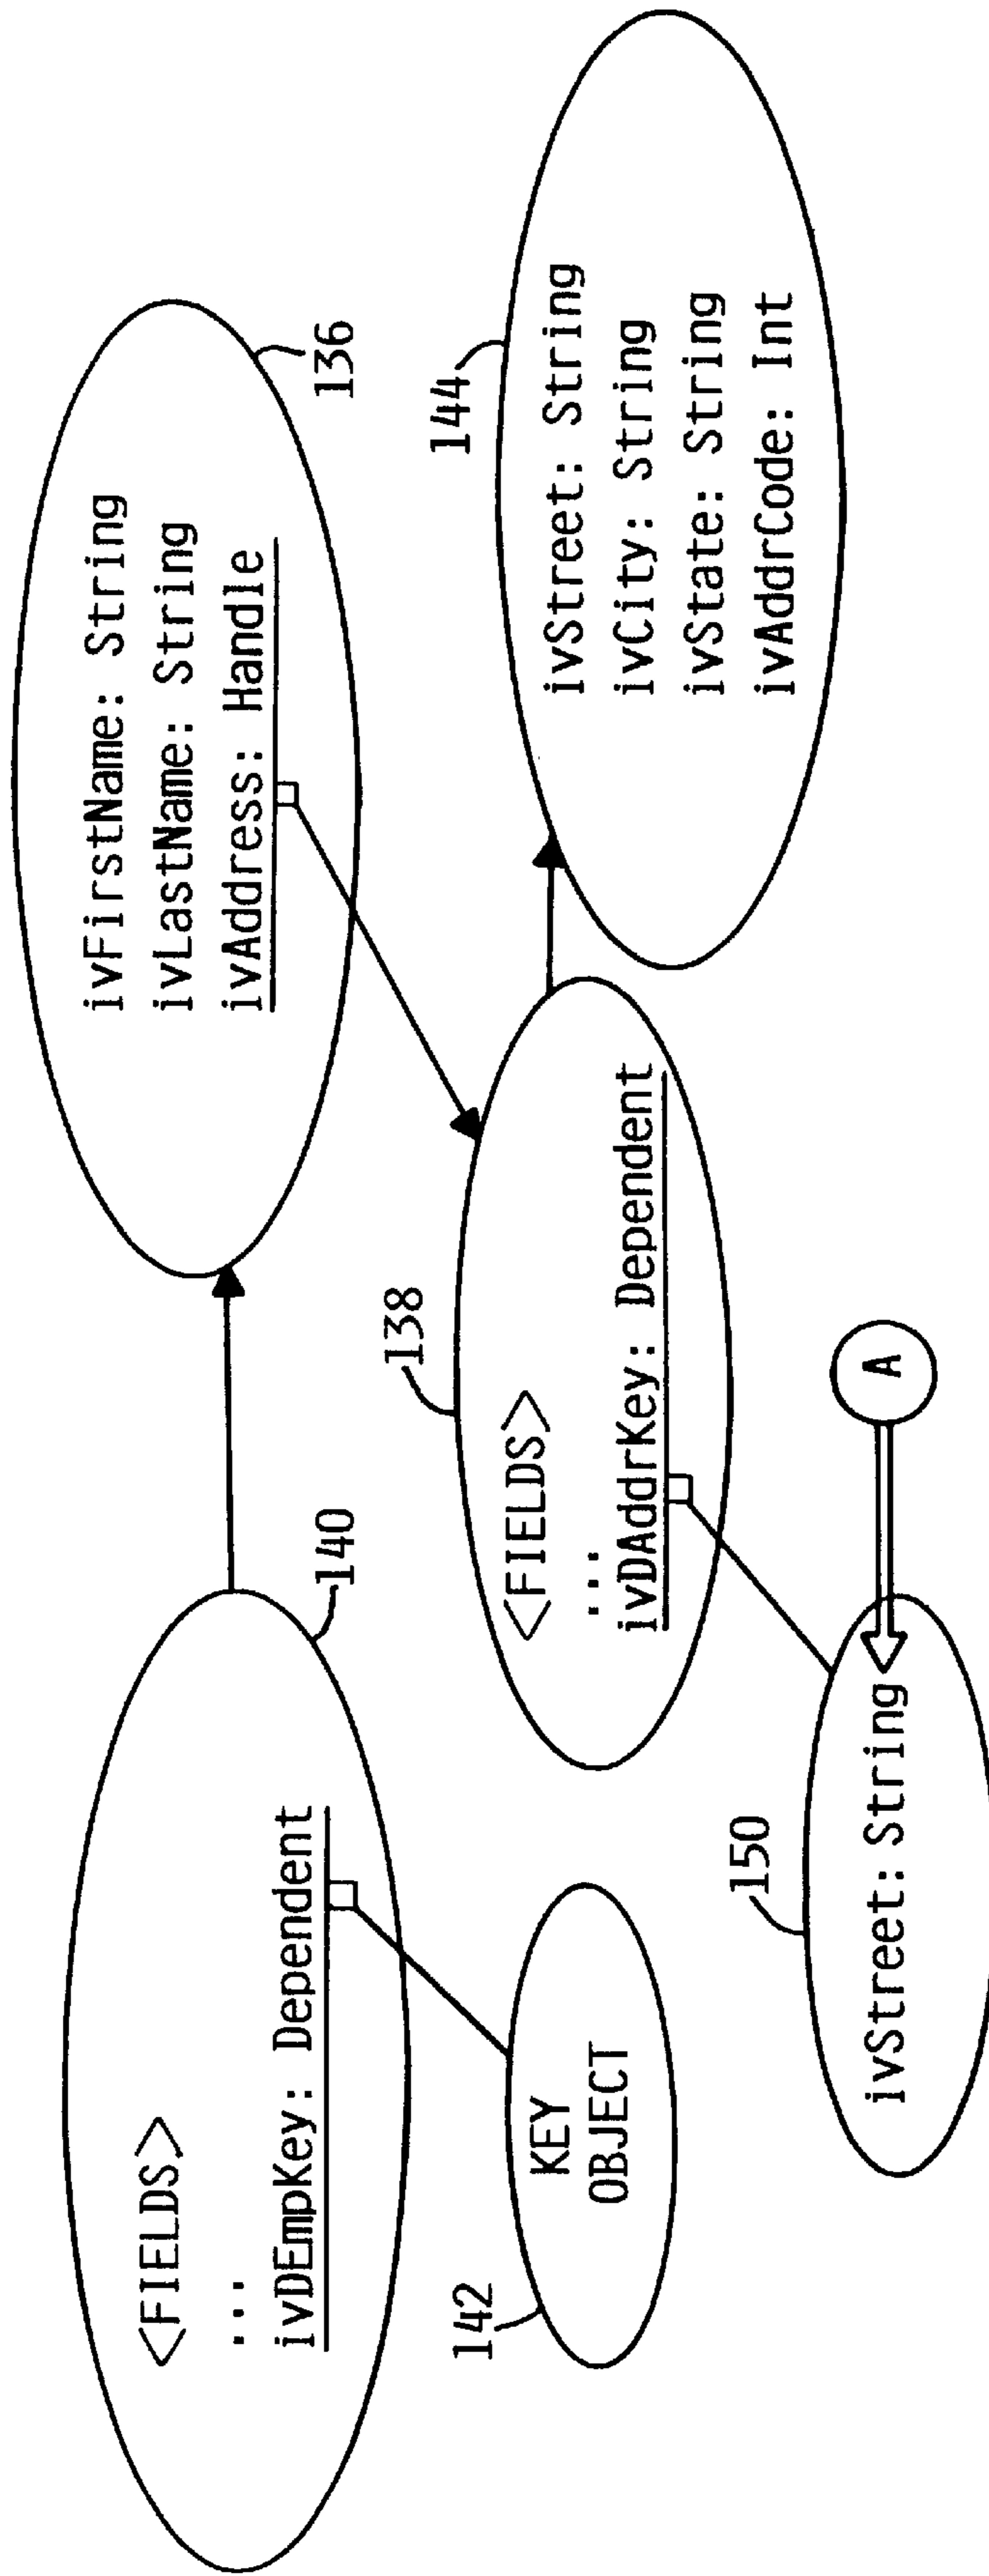 <FIELDS>
...
ivDEmpKey: Dependent
140
ivFirstName: String
ivLastName: String
ivAddress: Handle
136
142
KEY
OBJECT
138
<FIELDS>
...
ivDAddrKey: Dependent
144
ivStreet: String
ivCity: String
ivState: String
ivAddrCode: Int
150
ivStreet: String
A